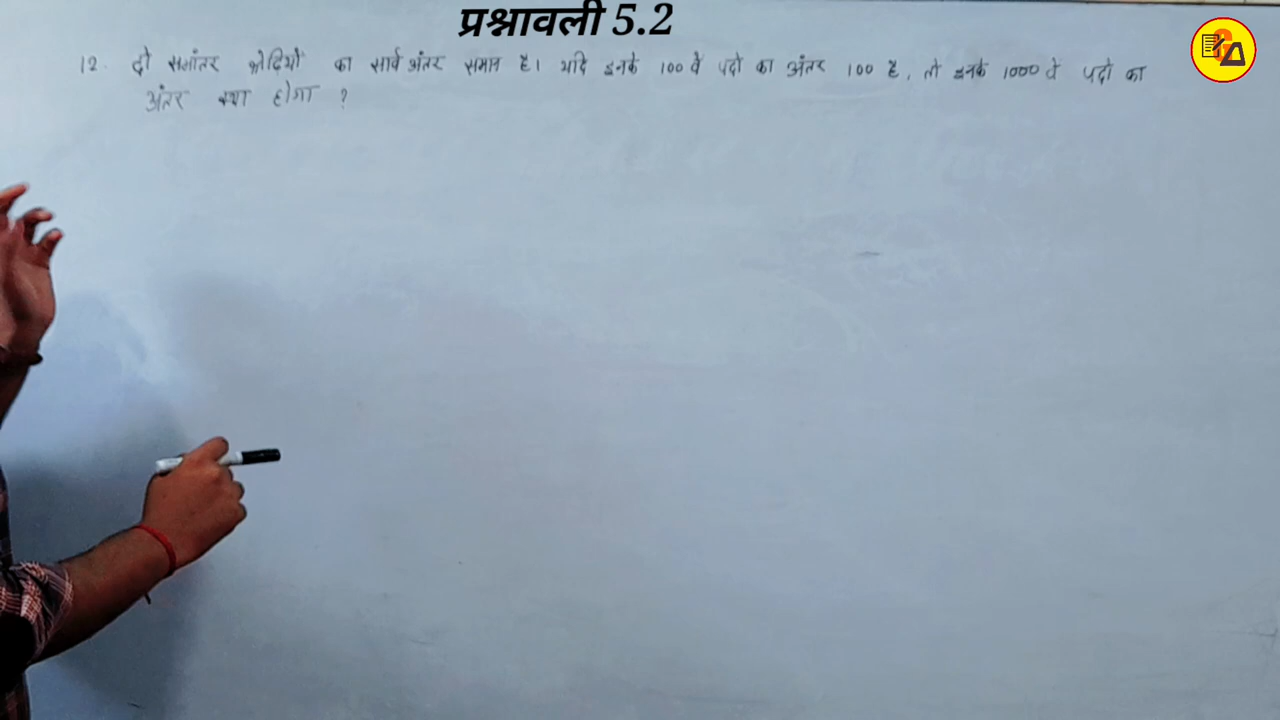 प्रश्नावली 5.2
12. दो समांतर श्रेढियों का सार्व अंतर समान है। यदि इनके 100 वें पदों का अंतर 100 है, तो इनके 1000 वें पदों का
अंतर क्या होगा ?